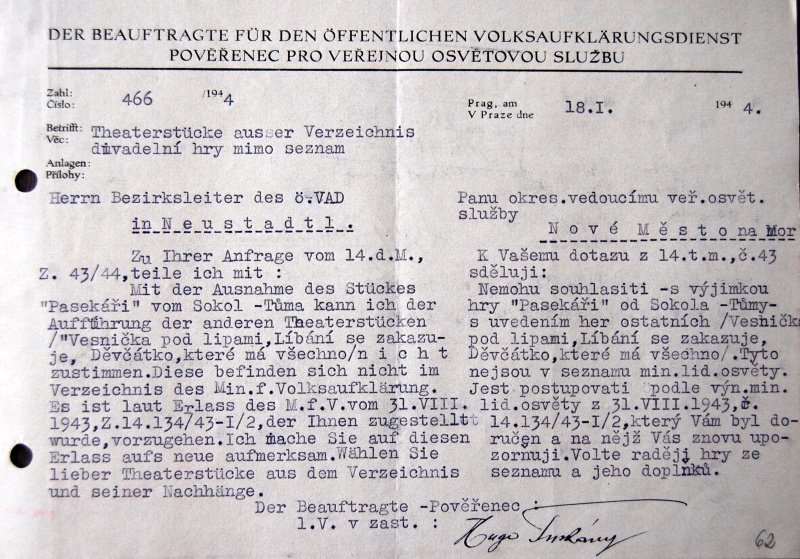 DER BEAUFTRAGTE FÜR DEN ÖFFENTLICHEN VOLKSAUFKLÄRUNGSDIENST
POVĚŘENEC PRO VEŘEJNOU OSVĚTOVOU SLUŽBU
Zahl:
Číslo: 466 /1944
Prag, am
V Praze dne 18.I. 1944.
Betrifft: Theaterstücke ausser Verzeichnis
Věc: divadelní hry mimo seznam
Anlagen:
Přílohy:
Herrn Bezirksleiter des ö.VAD
in Neustadtl.
Zu Ihrer Anfrage vom 14.d.M.,
Z. 43/44,teile ich mit :
Mit der Ausnahme des Stückes
"Pasekáři" vom Sokol -Tůma kann ich der
Aufführung der anderen Theaterstücken
/"Vesnička pod lipami,Líbání se zakazu-
je, Děvčátko,které má všechno/n i c h t
zustimmen.Diese befinden sich nicht im
Verzeichnis des Min.f.Volksaufklärung.
Es ist laut Erlass des M.f.V.vom 31.VIII.
1943,Z.14.134/43-I/2,der Ihnen zugestellt
wurde,vorzugehen.Ich mache Sie auf diesen
Erlass aufs neue aufmerksam.Wählen Sie
lieber Theaterstücke aus dem Verzeichnis
und seiner Nachhänge.
Panu okres.vedoucímu veř.osvět.
služby
Nové Město na Mor
K Vašemu dotazu z 14.t.m.,č.43
sděluji:
Nemohu souhlasiti -s výjimkou
hry "Pasekáři" od Sokola -Tůmy-
s uvedením her ostatních /Vesničk
pod lipami,Líbání se zakazuje,
Děvčátko,které má všechno/.Tyto
nejsou v seznamu min.lid.osvěty.
Jest postupovati podle výn.min.
lid.osvěty z 31.VIII.1943,č.
14.134/43-I/2,který Vám byl do-
ručen a na nějž Vás znovu upo-
zorňuji.Volte raději hry ze
seznamu a jeho doplňků.
Der Beauftragte -Pověřenec :
i.V. v zast. :
Hugo
62